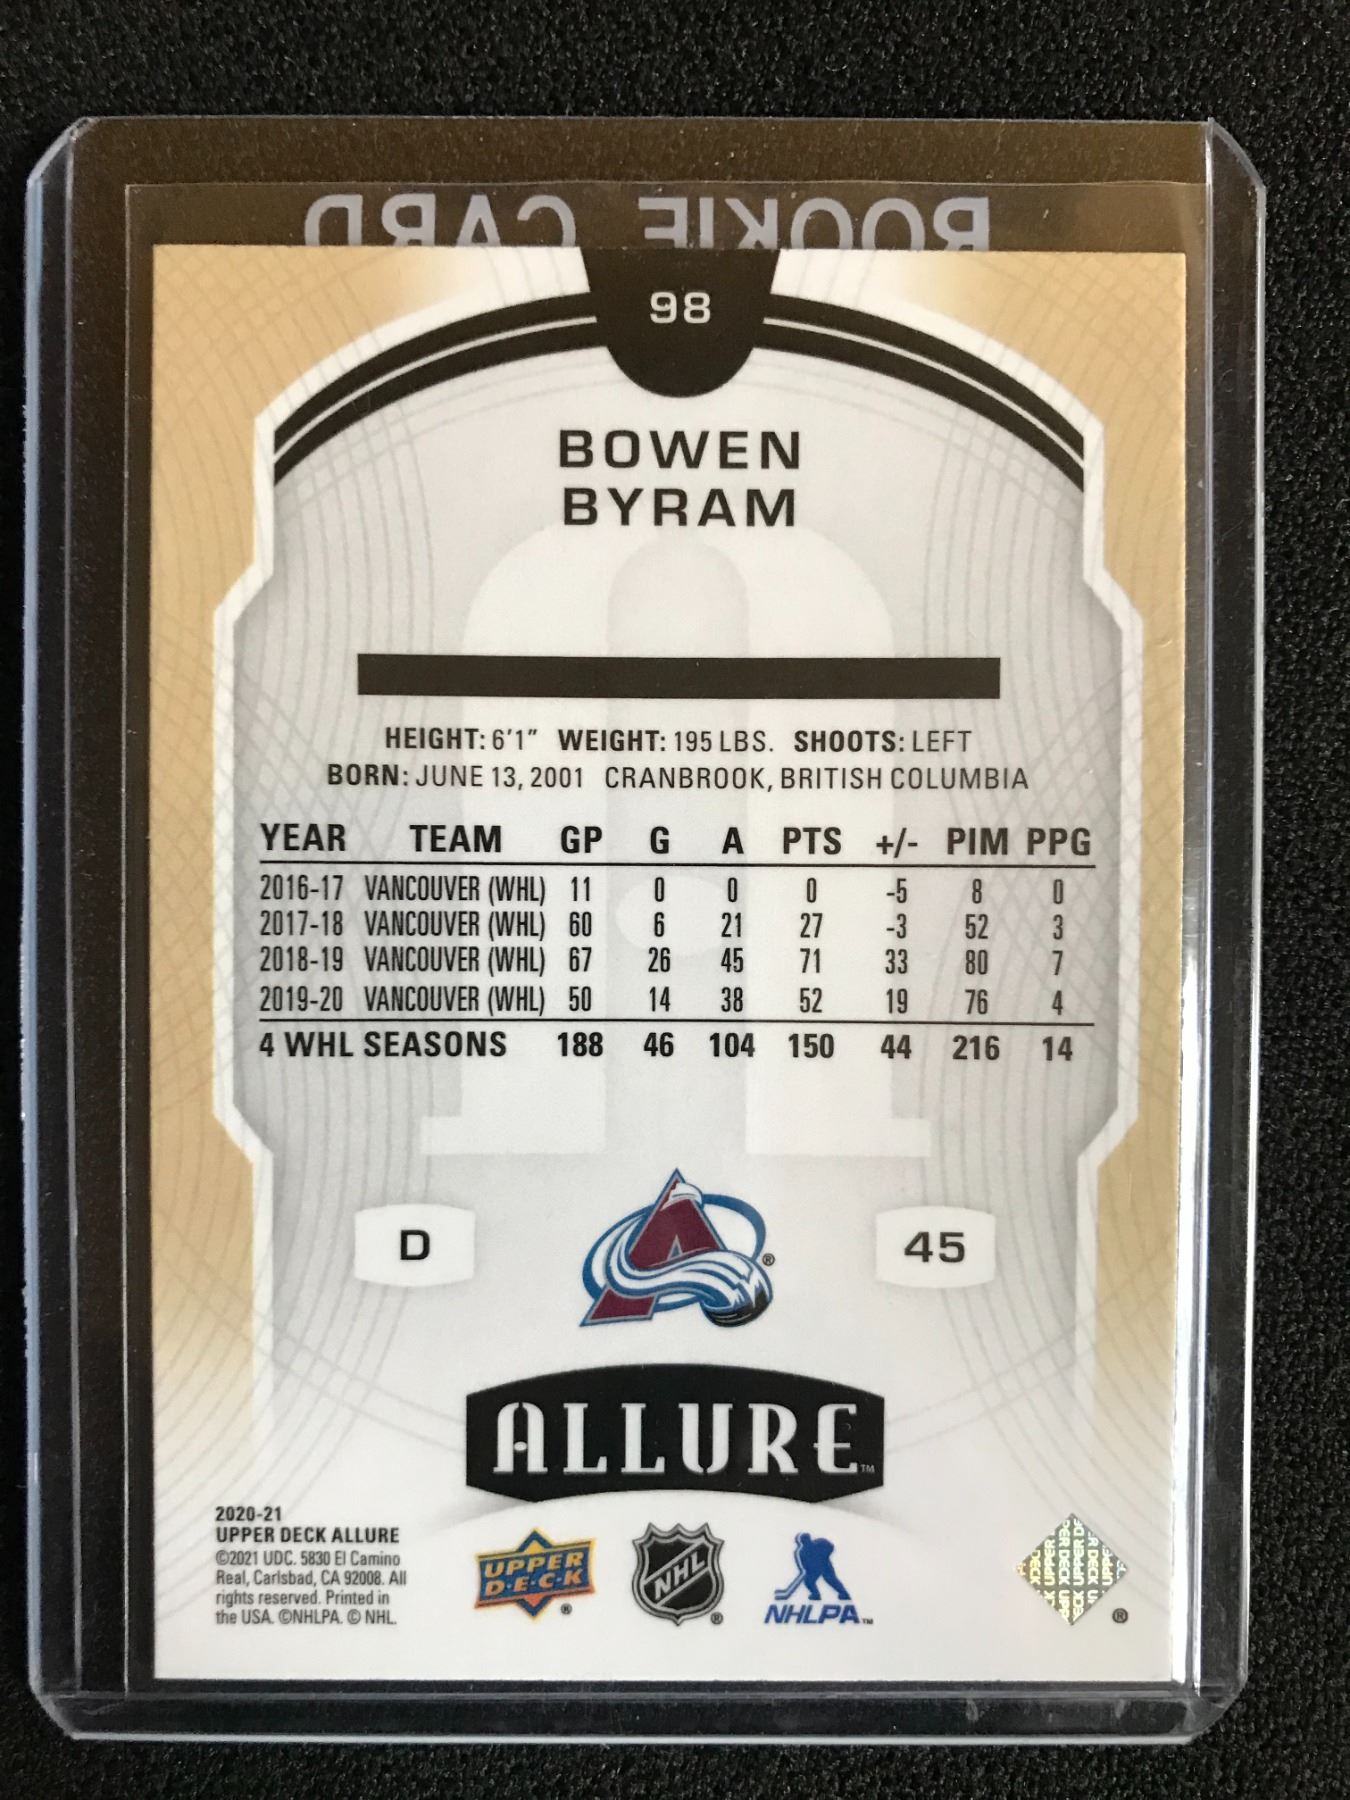 ROOKIE CARD
98
BOWEN
BYRAM
HEIGHT: 6'1" WEIGHT: 195 LBS. SHOOTS: LEFT
BORN: JUNE 13, 2001 CRANBROOK, BRITISH COLUMBIA
YEAR TEAM GP G A PTS +/- PIM PPG
2016-17 VANCOUVER (WHL) 11 0 0 0 -5 8 0
2017-18 VANCOUVER (WHL) 60 6 21 27 -3 52 3
2018-19 VANCOUVER (WHL) 67 26 45 71 33 80 7
2019-20 VANCOUVER (WHL) 50 14 38 52 19 76 4
4 WHL SEASONS 188 46 104 150 44 216 14
D 45
ALLURE™
2020-21
UPPER DECK ALLURE
©2021 UDC. 5830 El Camino
Real, Carlsbad, CA 92008. All
rights reserved. Printed in
the USA. ©NHLPA. © NHL.
UPPER
D·E·C·K ®
NHL ®
NHLPA™
®